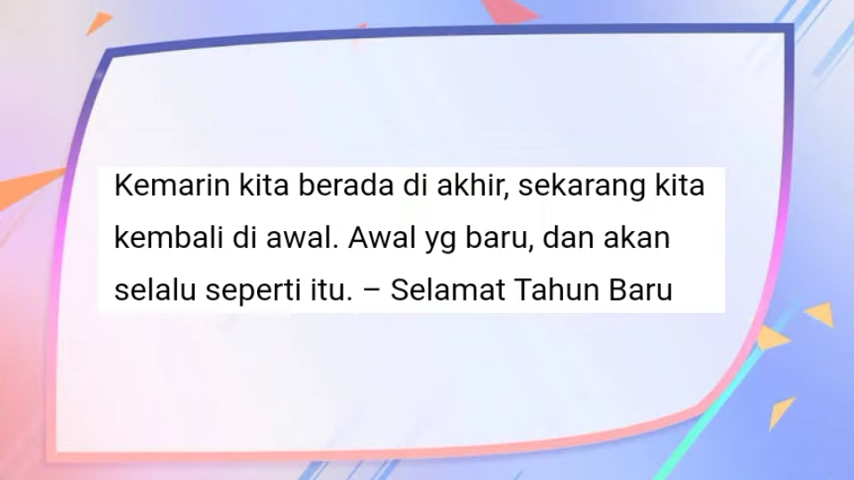 Kemarin kita berada di akhir, sekarang kita
kembali di awal. Awal yg baru, dan akan
selalu seperti itu. – Selamat Tahun Baru